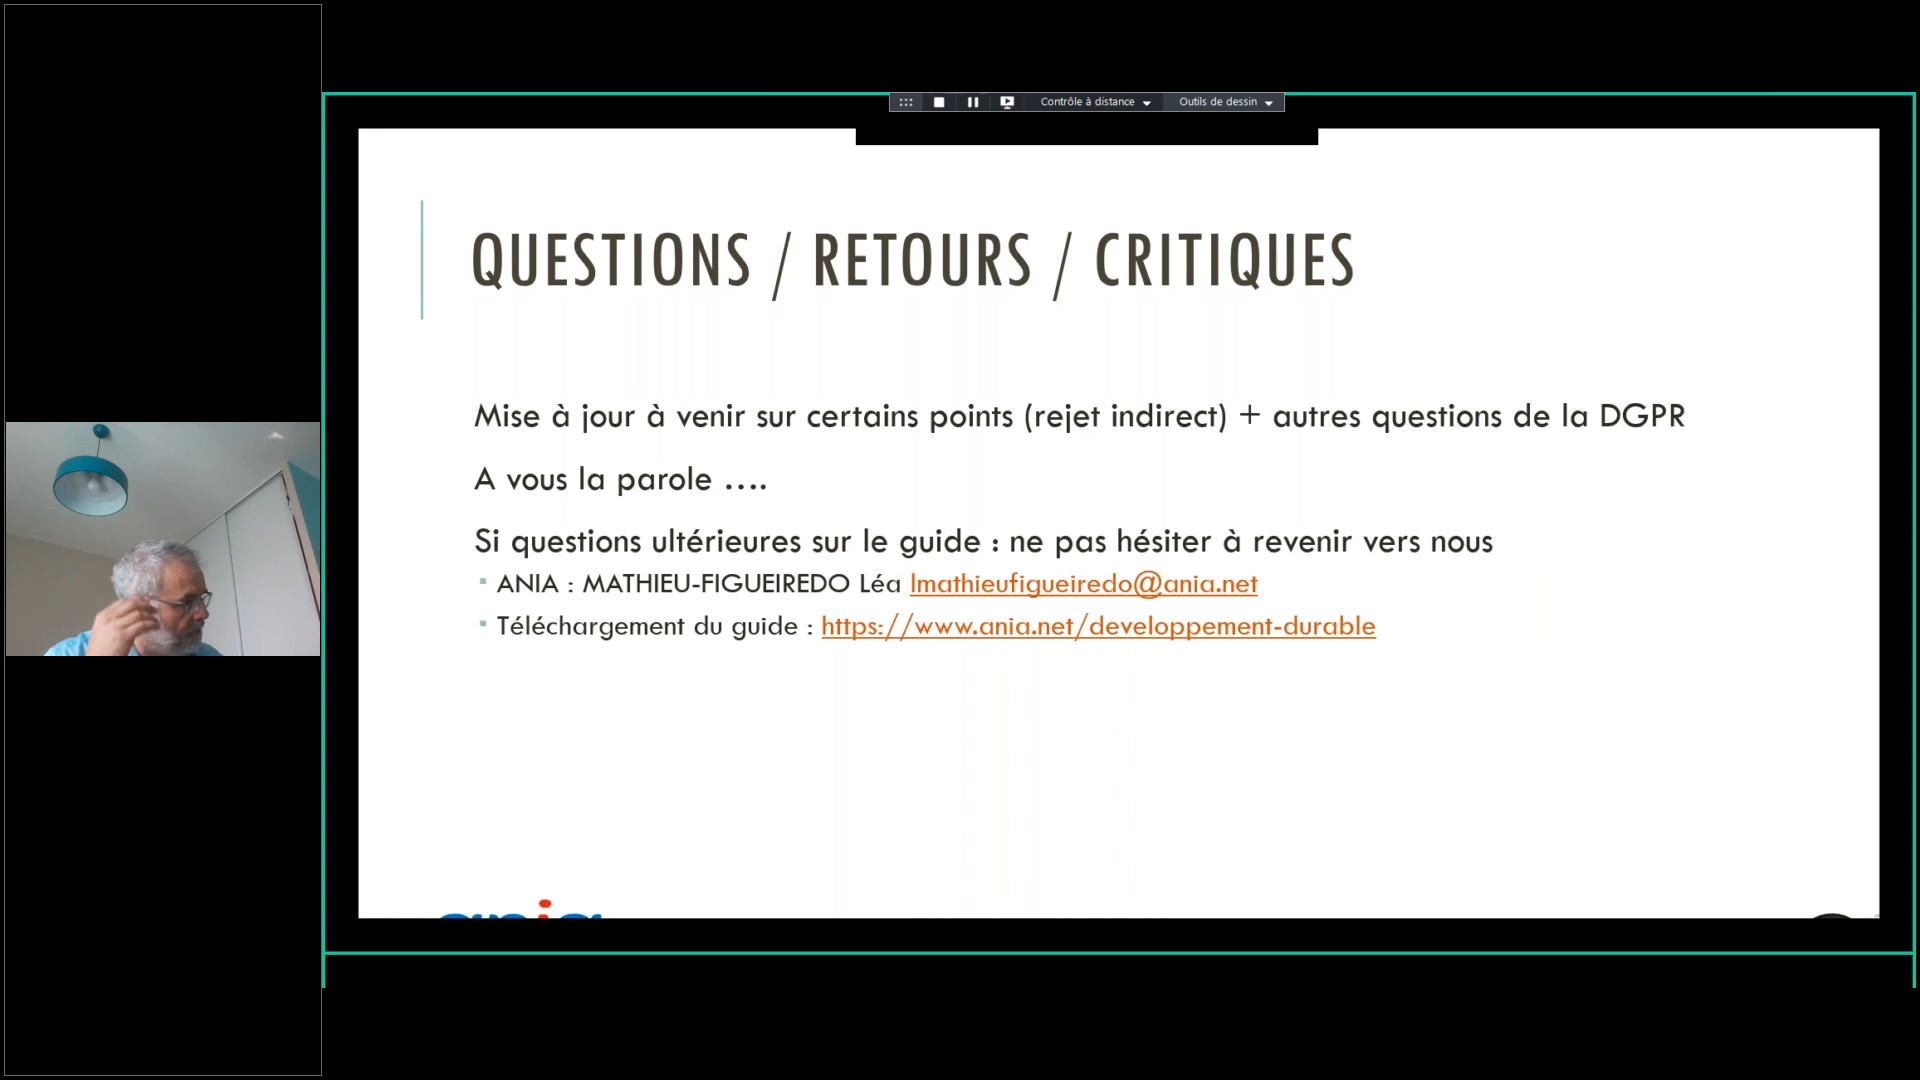 Contrôle à distance
Outils de dessin
QUESTIONS / RETOURS / CRITIQUES
Mise à jour à venir sur certains points (rejet indirect) + autres questions de la DGPR
A vous la parole ….
Si questions ultérieures sur le guide : ne pas hésiter à revenir vers nous
ANIA : MATHIEU-FIGUEIREDO Léa lmathieufigueiredo@ania.net
Téléchargement du guide : https://www.ania.net/developpement-durable